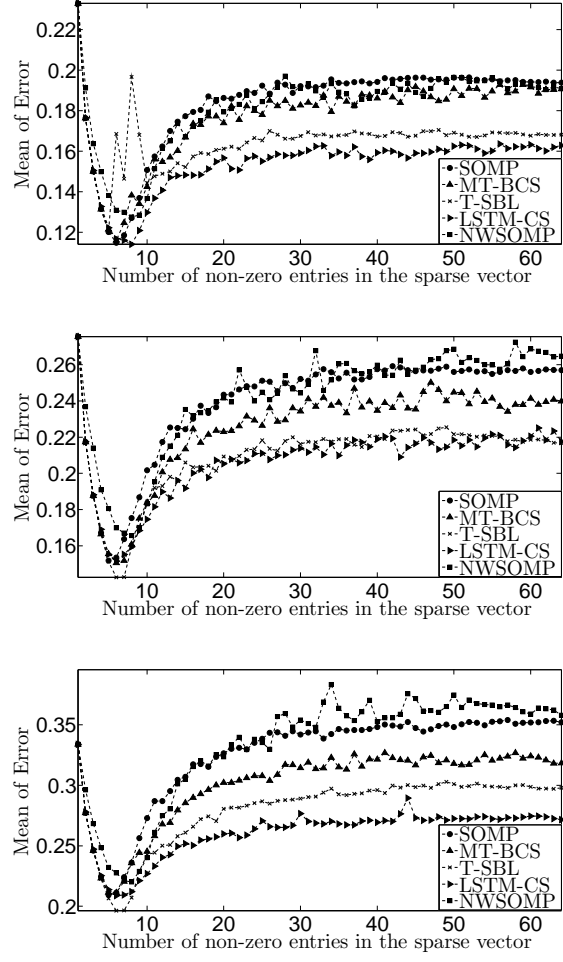 0.22
0.2
0.18
0.16
0.14
0.12
Mean of Error
10 20 30 40 50 60
Number of non-zero entries in the sparse vector
SOMP
MT-BCS
T-SBL
LSTM-CS
NWSOMP
0.26
0.24
0.22
0.2
0.18
0.16
Mean of Error
10 20 30 40 50 60
Number of non-zero entries in the sparse vector
SOMP
MT-BCS
T-SBL
LSTM-CS
NWSOMP
0.35
0.3
0.25
0.2
Mean of Error
10 20 30 40 50 60
Number of non-zero entries in the sparse vector
SOMP
MT-BCS
T-SBL
LSTM-CS
NWSOMP